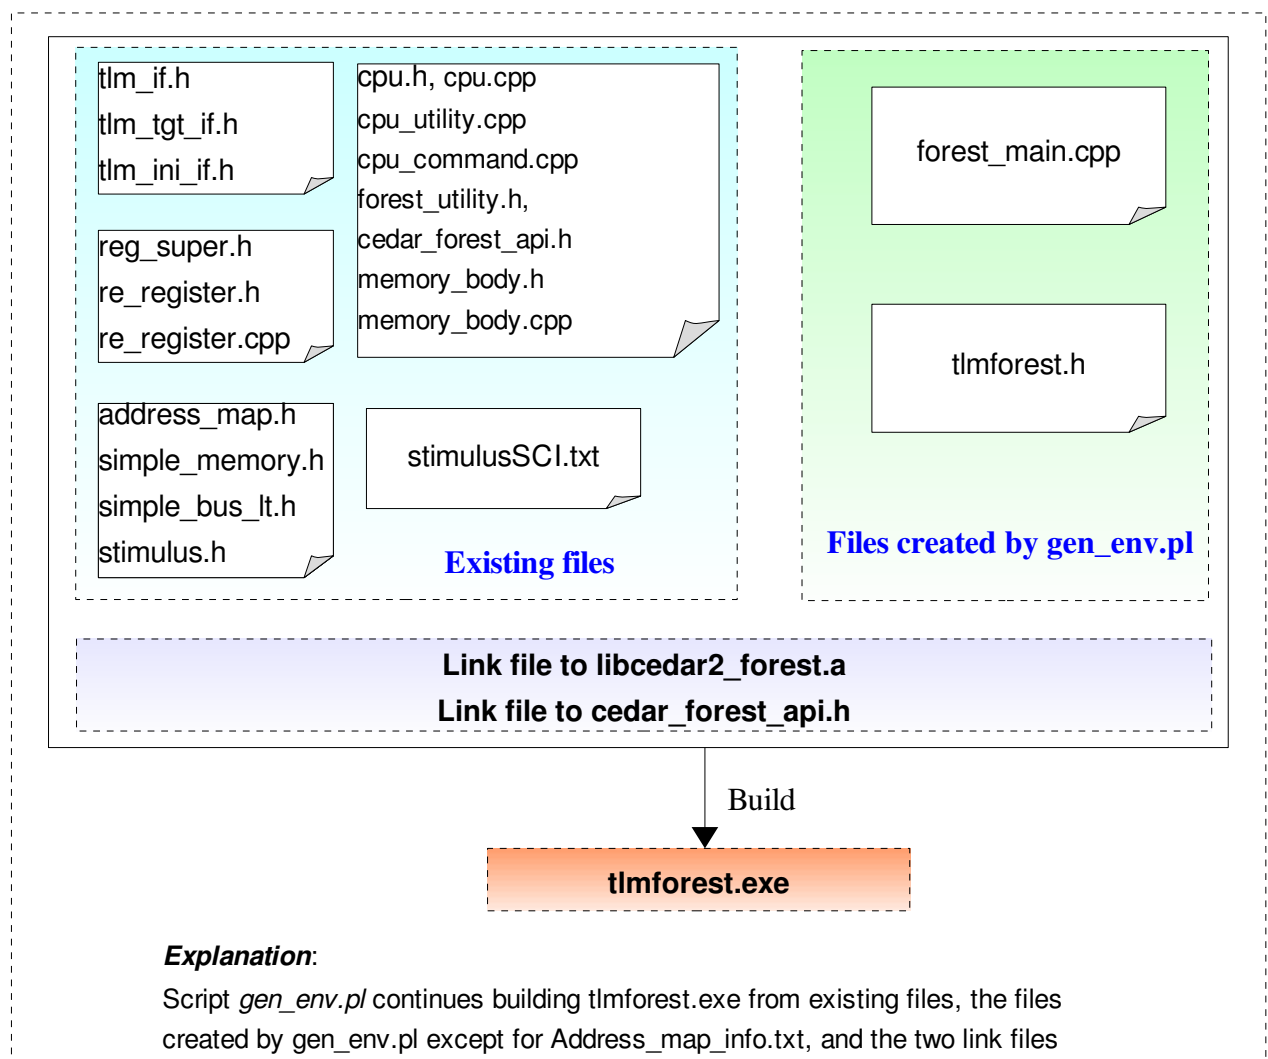 tlm_if.h
tlm_tgt_if.h
tlm_ini_if.h
reg_super.h
re_register.h
re_register.cpp
address_map.h
simple_memory.h
simple_bus_lt.h
stimulus.h
cpu.h, cpu.cpp
cpu_utility.cpp
cpu_command.cpp
forest_utility.h,
cedar_forest_api.h
memory_body.h
memory_body.cpp
stimulusSCI.txt
Existing files
forest_main.cpp
tlmforest.h
Files created by gen_env.pl
Link file to libcedar2_forest.a
Link file to cedar_forest_api.h
Build
tlmforest.exe
Explanation:
Script gen_env.pl continues building tlmforest.exe from existing files, the files
created by gen_env.pl except for Address_map_info.txt, and the two link files